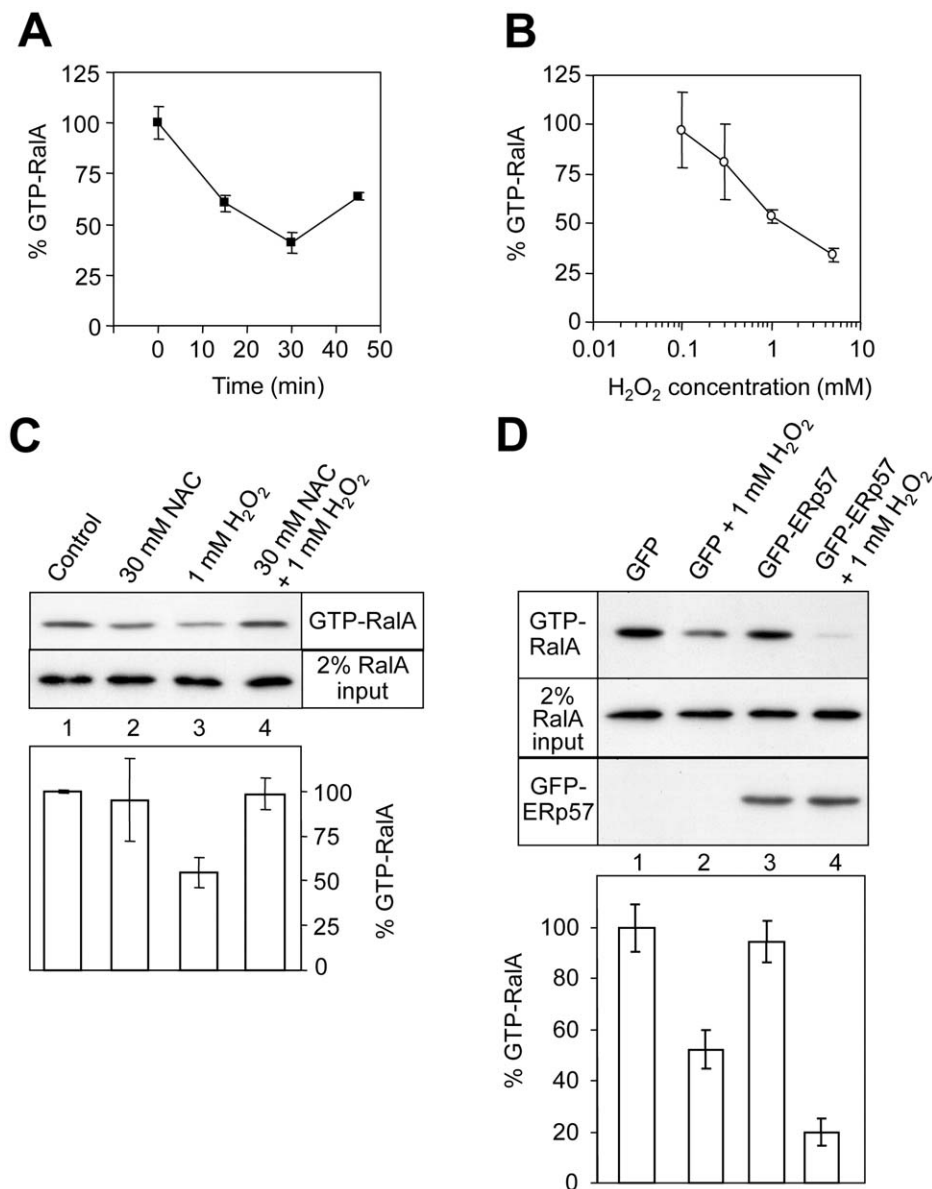 A
125
100
75
50
25
0
% GTP-RalA
0 10 20 30 40 50
Time (min)
B
125
100
75
50
25
0
% GTP-RalA
0.01 0.1 1 10
H₂O₂ concentration (mM)
C
Control
30 mM NAC
1 mM H₂O₂
30 mM NAC
+ 1 mM H₂O₂
GTP-RalA
2% RalA
input
1 2 3 4
100
75
50
25
0
% GTP-RalA
D
GFP
GFP + 1 mM H₂O₂
GFP-ERp57
GFP-ERp57
+ 1 mM H₂O₂
GTP-
RalA
2%
RalA
input
GFP-
ERp57
1 2 3 4
100
80
60
40
20
0
% GTP-RalA